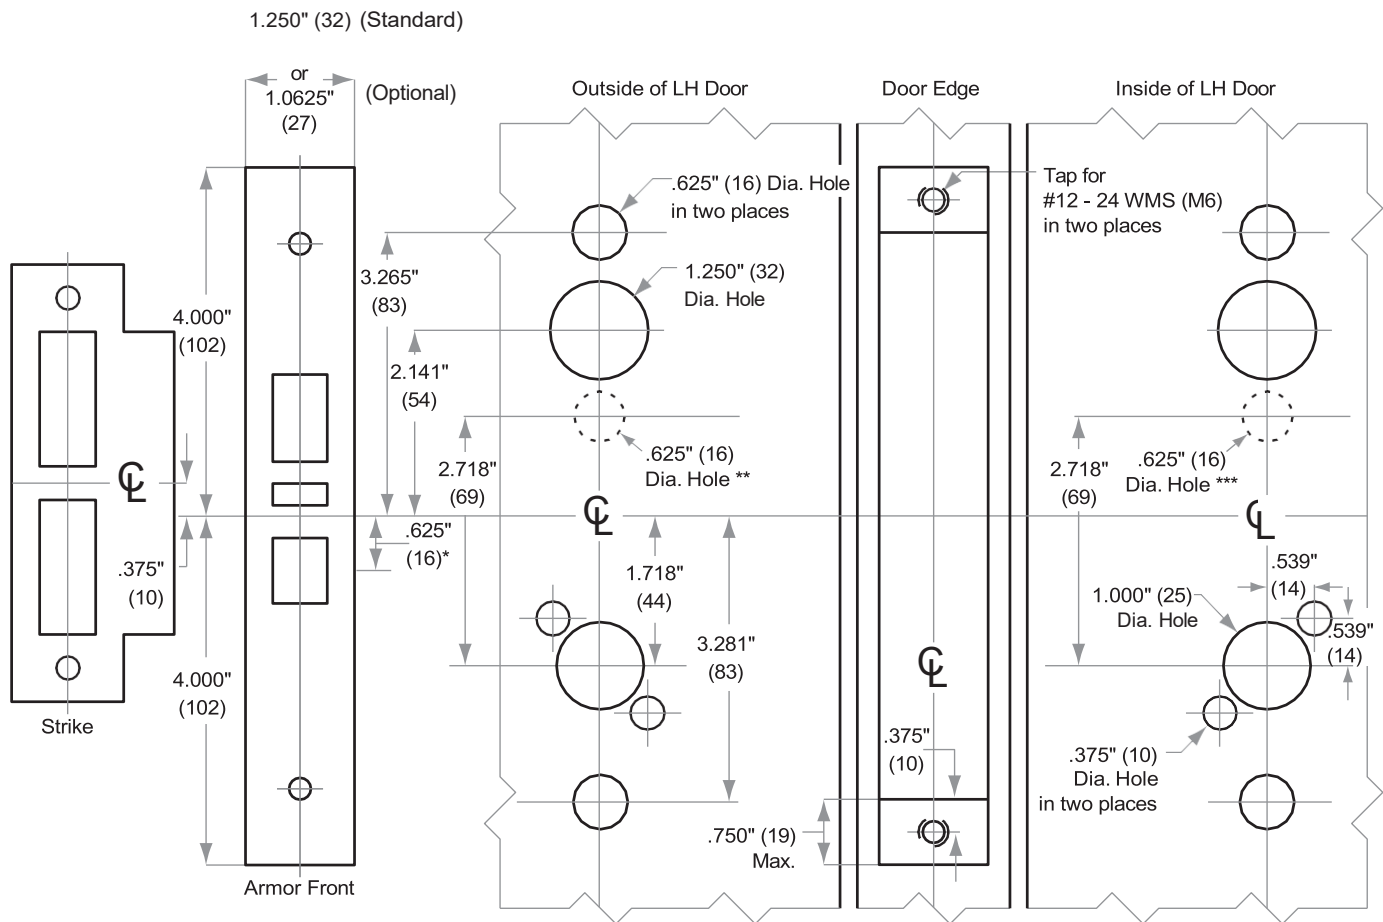 1.250" (32) (Standard)
or
1.0625"
(27)
(Optional)
Outside of LH Door
Door Edge
Inside of LH Door
.625" (16) Dia. Hole
in two places
Tap for
#12 - 24 WMS (M6)
in two places
3.265"
(83)
1.250" (32)
Dia. Hole
4.000"
(102)
2.141"
(54)
2.718"
(69)
.625" (16)
Dia. Hole **
2.718"
(69)
.625" (16)
Dia. Hole ***
℄
℄
℄
.625"
(16)*
.375"
(10)
1.718"
(44)
.539"
(14)
1.000" (25)
Dia. Hole
.539"
(14)
3.281"
(83)
℄
4.000"
(102)
Strike
.375"
(10)
.375" (10)
Dia. Hole
in two places
.750" (19)
Max.
Armor Front